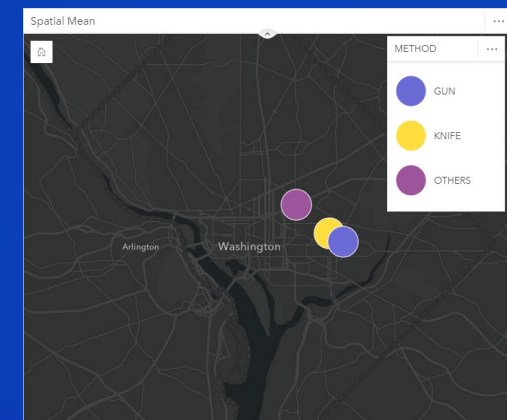 Spatial Mean
METHOD
GUN
KNIFE
OTHERS
Arlington
Washington